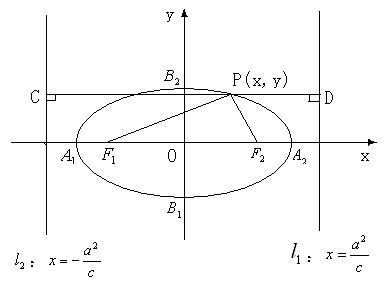 y
B₂
P(x, y)
C
D
A₁
F₁
O
F₂
A₂
x
B₁
l₂： x = -a²/c
l₁： x = a²/c